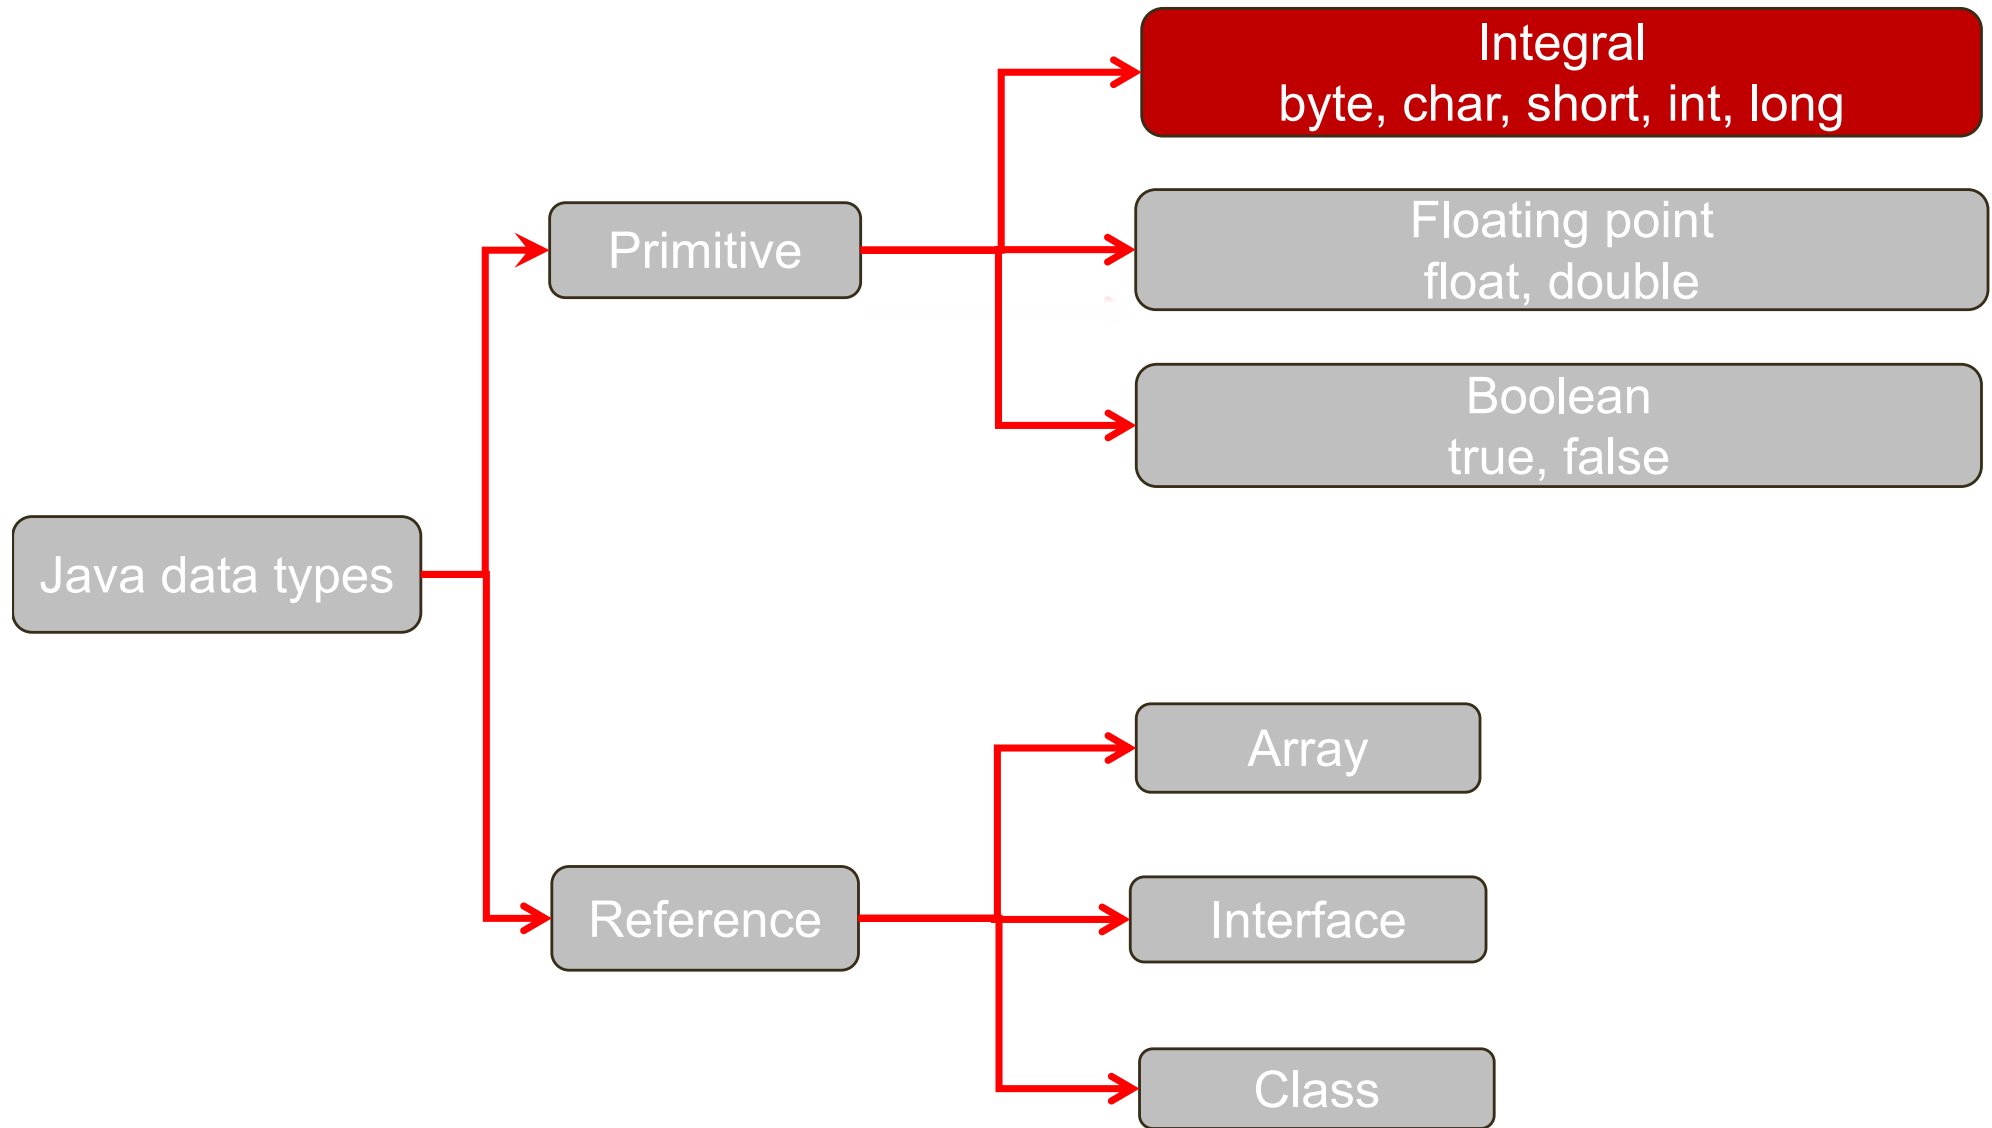 Integral
byte, char, short, int, long
Primitive
Floating point
float, double
Boolean
true, false
Java data types
Array
Reference
Interface
Class